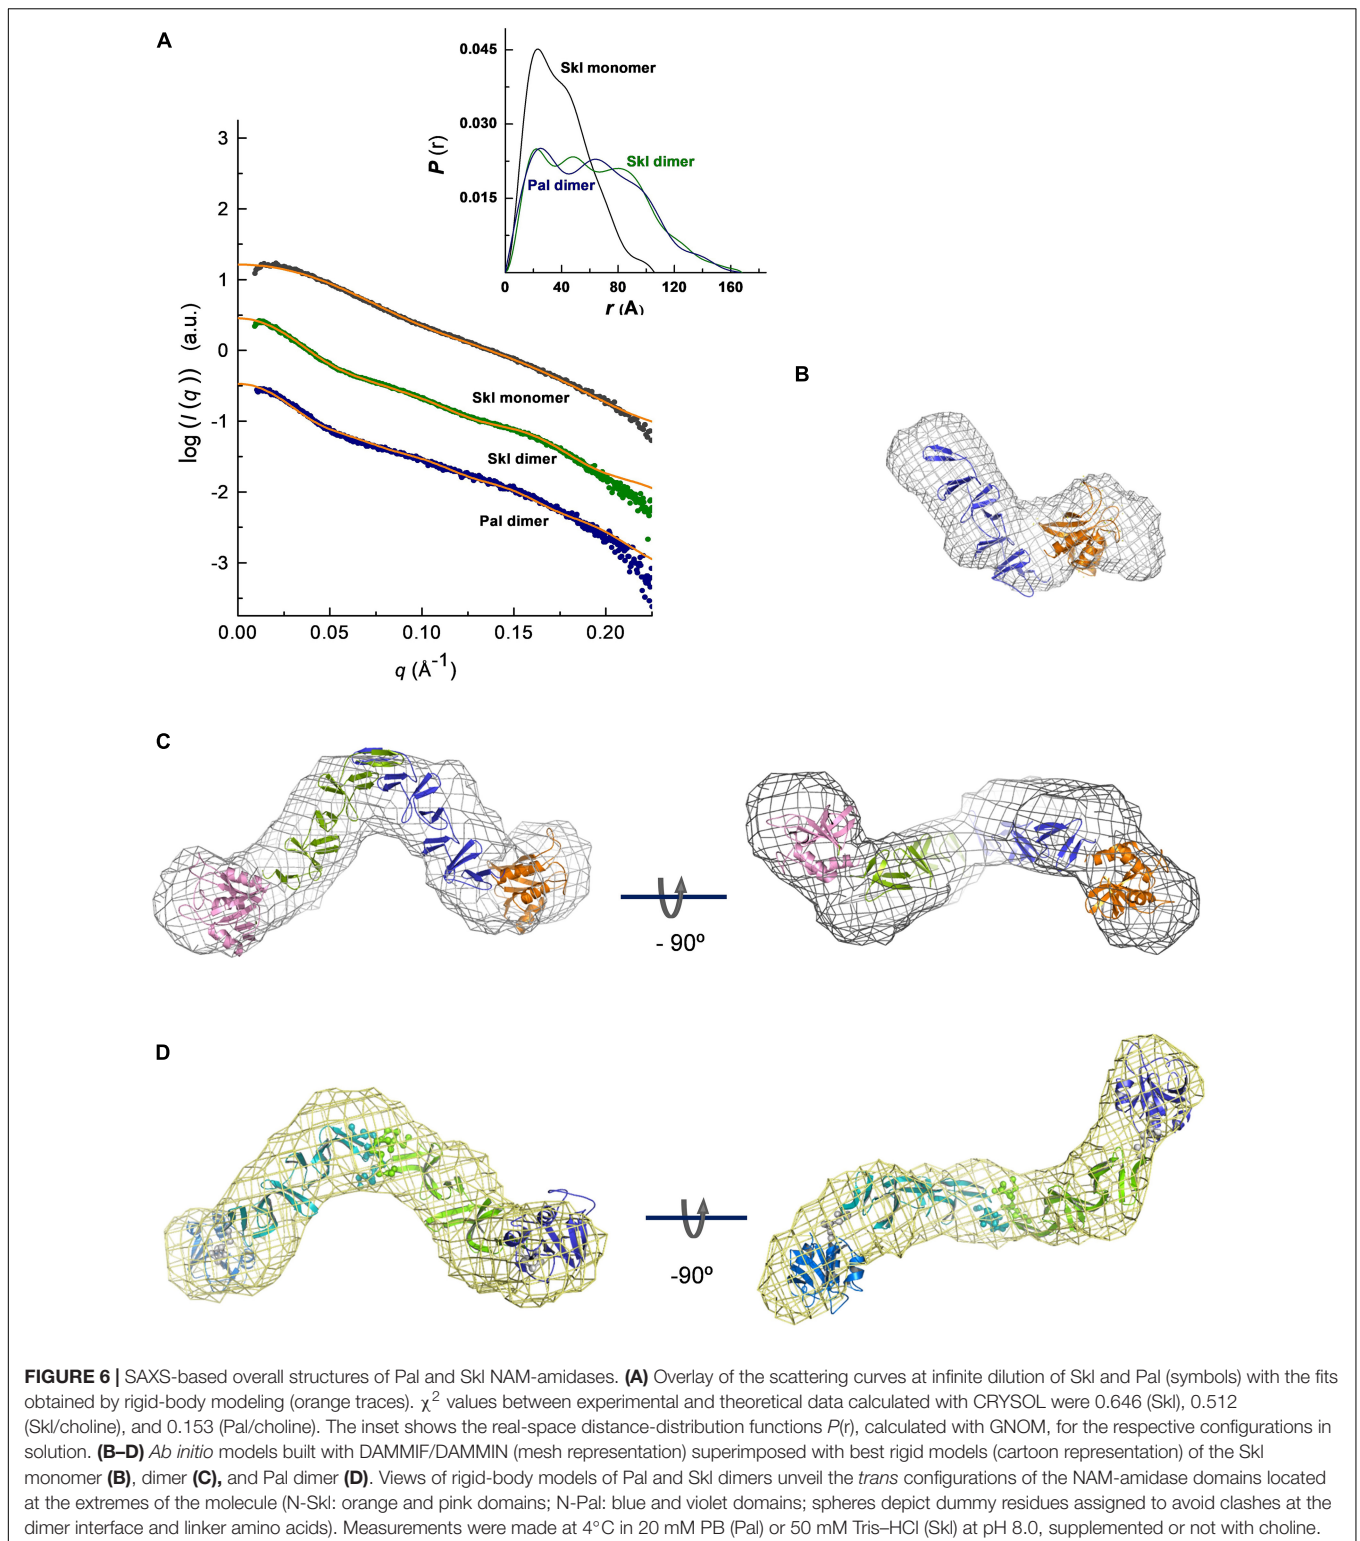 A
0.045
0.030
0.015
P (r)
Skl monomer
Skl dimer
Pal dimer
0 40 80 120 160
r (A)
3
2
1
0
-1
-2
-3
log (I (q )) (a.u.)
Skl monomer
Skl dimer
Pal dimer
0.00 0.05 0.10 0.15 0.20
q (Å-1)
B
C
- 90º
D
-90º
FIGURE 6 | SAXS-based overall structures of Pal and Skl NAM-amidases. (A) Overlay of the scattering curves at infinite dilution of Skl and Pal (symbols) with the fits
obtained by rigid-body modeling (orange traces). χ2 values between experimental and theoretical data calculated with CRYSOL were 0.646 (Skl), 0.512
(Skl/choline), and 0.153 (Pal/choline). The inset shows the real-space distance-distribution functions P(r), calculated with GNOM, for the respective configurations in
solution. (B–D) Ab initio models built with DAMMIF/DAMMIN (mesh representation) superimposed with best rigid models (cartoon representation) of the Skl
monomer (B), dimer (C), and Pal dimer (D). Views of rigid-body models of Pal and Skl dimers unveil the trans configurations of the NAM-amidase domains located
at the extremes of the molecule (N-Skl: orange and pink domains; N-Pal: blue and violet domains; spheres depict dummy residues assigned to avoid clashes at the
dimer interface and linker amino acids). Measurements were made at 4°C in 20 mM PB (Pal) or 50 mM Tris–HCl (Skl) at pH 8.0, supplemented or not with choline.